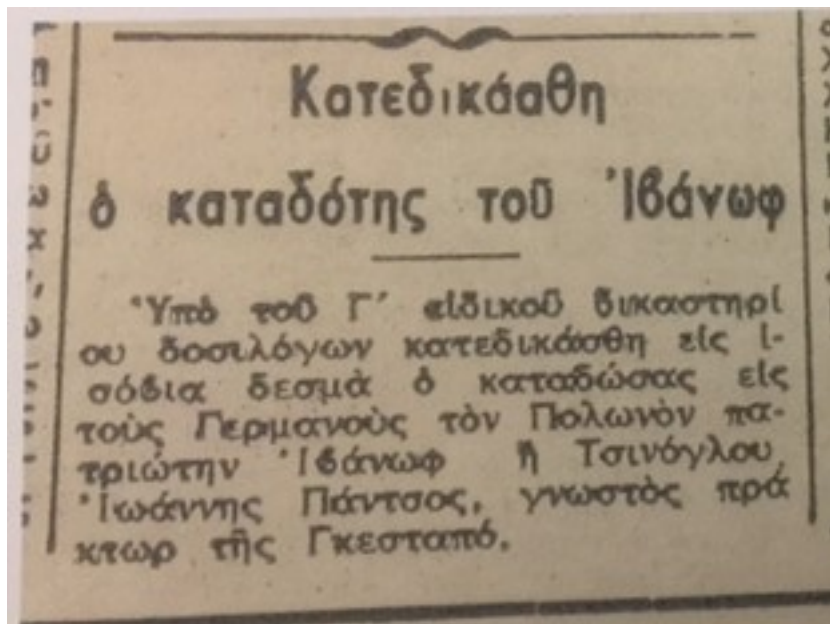 Κατεδικάαθη
ὁ καταδότης τοῦ Ἰβάνωφ
Ὑπὸ τοῦ Γ΄ εἰδικοῦ δικαστηρί
ου δοσιλόγων κατεδικάσθη εἰς ἰ-
σόβια δεσμὰ ὁ καταδώσας εἰς
τοὺς Γερμανοὺς τὸν Πολωνὸν πα-
τριώτην Ἰβάνωφ ἢ Τσινόγλου
Ἰωάννης Πάντσος, γνωστὸς πρά
κτωρ τῆς Γκεσταπό.